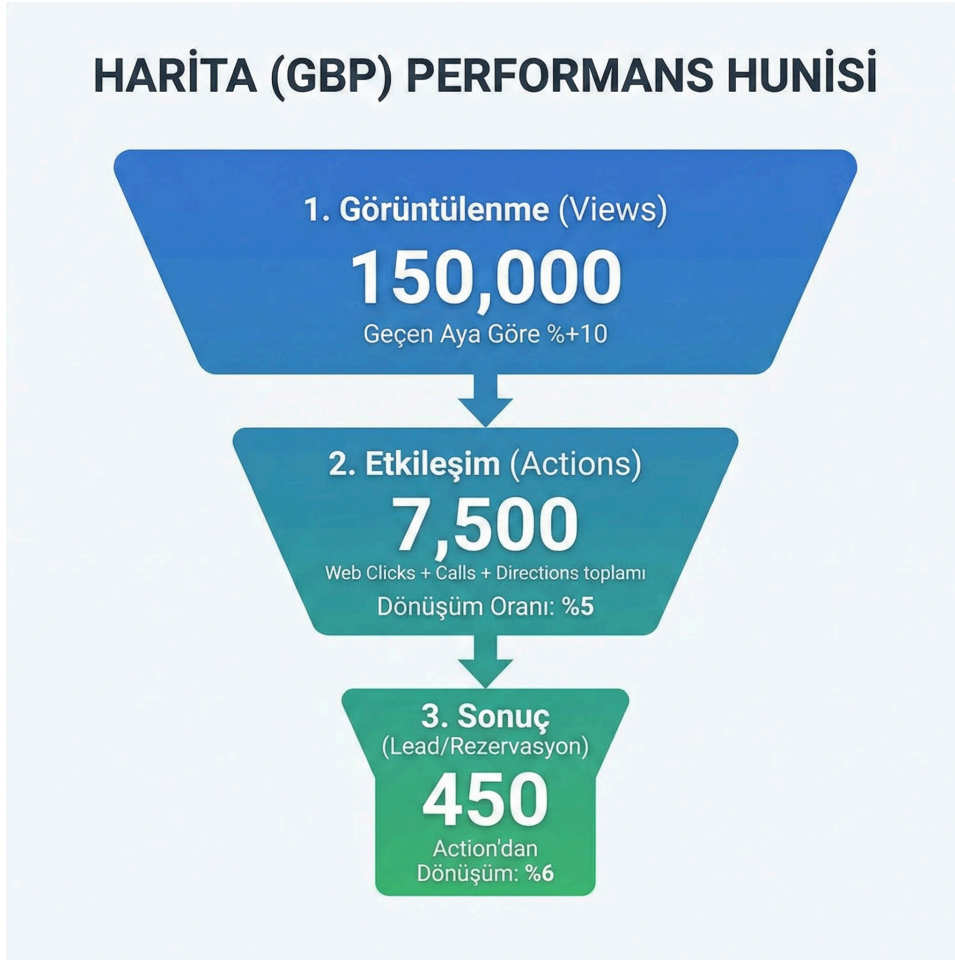 HARİTA (GBP) PERFORMANS HUNİSİ
1. Görüntülenme (Views)
150,000
Geçen Aya Göre %+10
2. Etkileşim (Actions)
7,500
Web Clicks + Calls + Directions toplamı
Dönüşüm Oranı: %5
3. Sonuç
(Lead/Rezervasyon)
450
Action'dan
Dönüşüm: %6